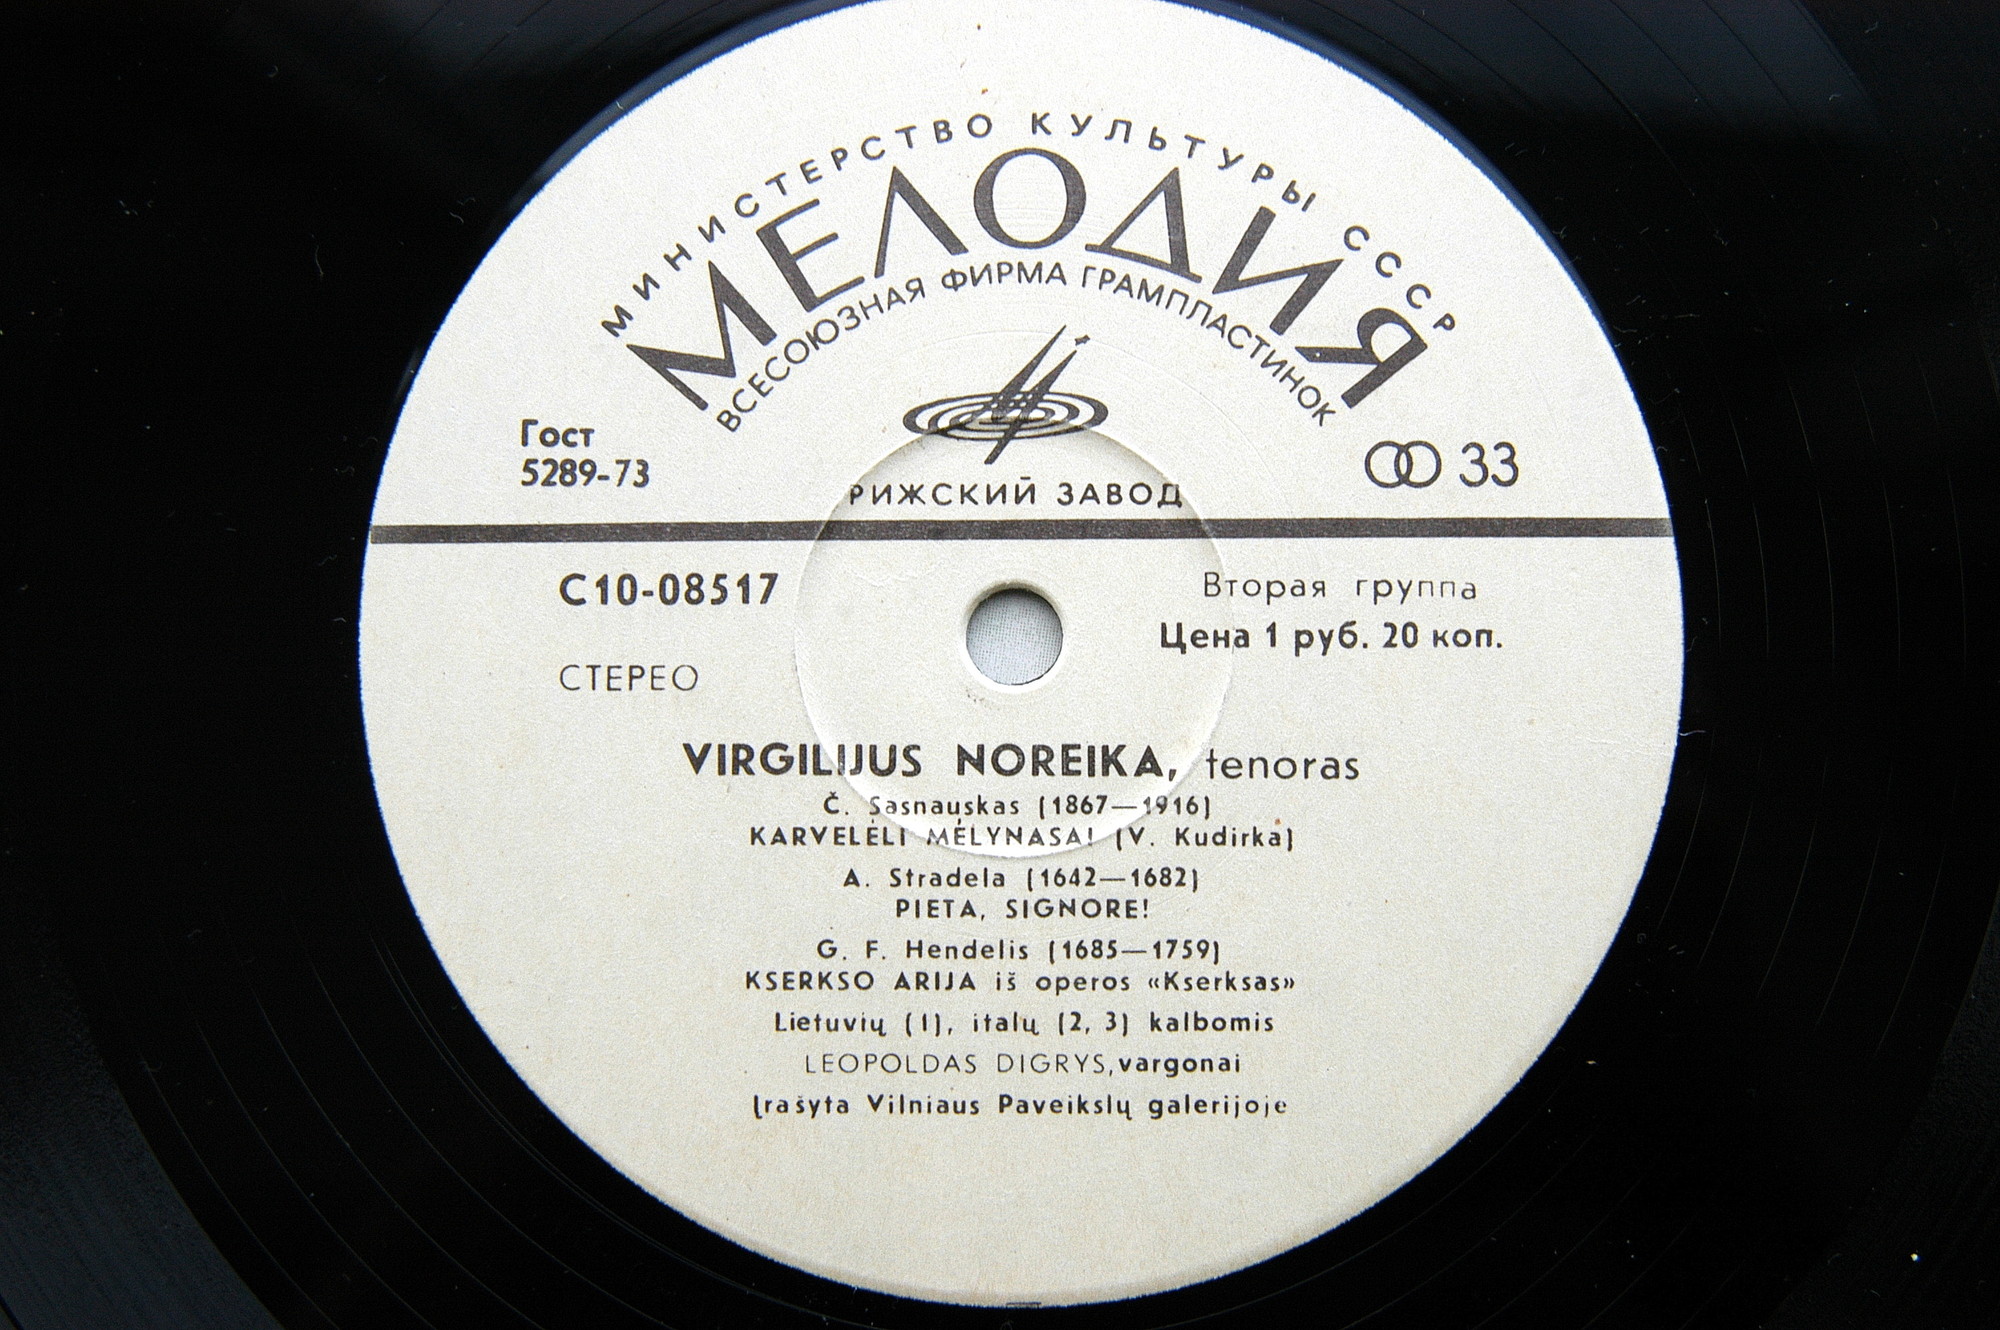 МИНИСТЕРСТВО КУЛЬТУРЫ СССР
МЕЛОДИЯ
ВСЕСОЮЗНАЯ ФИРМА ГРАМПЛАСТИНОК
Гост
5289-73
33
РИЖСКИЙ ЗАВОД
С10-08517
Вторая группа
Цена 1 руб. 20 коп.
СТЕРЕО
VIRGILIJUS NOREIKA, tenoras
Č. Sasnauskas (1867—1916)
KARVELĖLI MĖLYNASAI (V. Kudirka)
A. Stradela (1642—1682)
PIETA, SIGNORE!
G. F. Hendelis (1685—1759)
KSERKSO ARIJA iš operos «Kserksas»
Lietuvių (1), italų (2, 3) kalbomis
LEOPOLDAS DIGRYS, vargonai
Įrašyta Vilniaus Paveikslų galerijoje